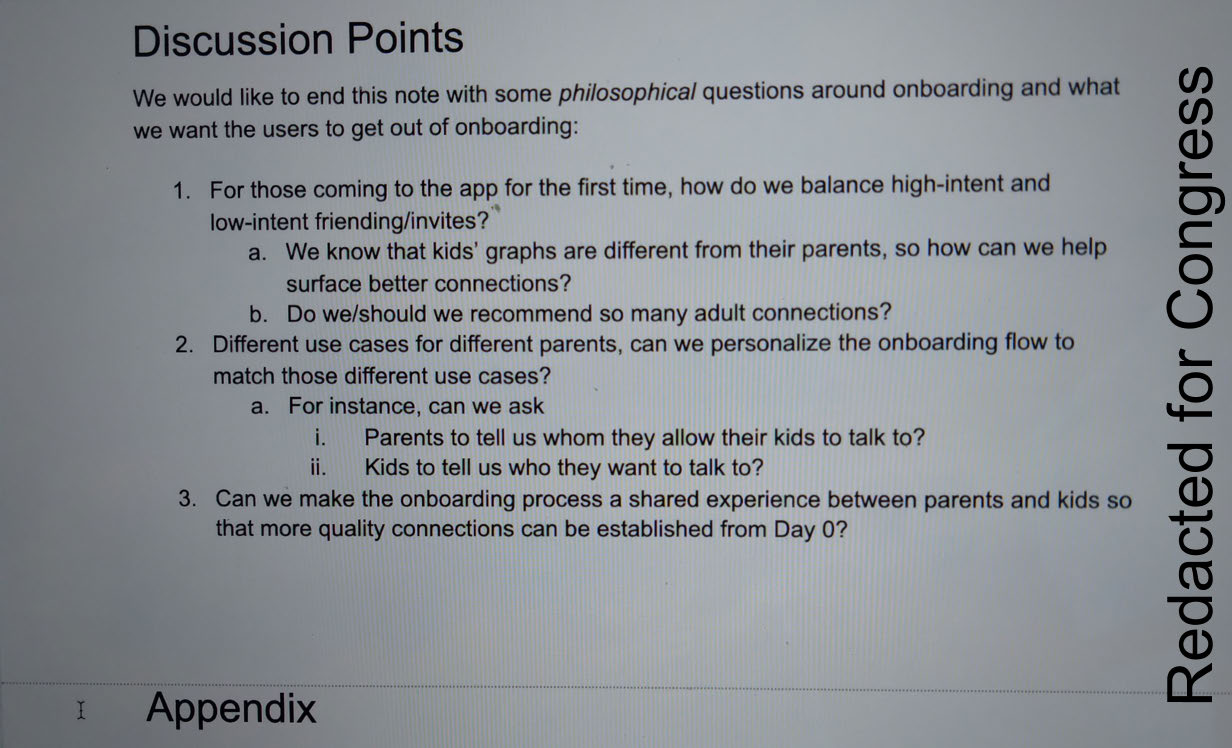 Discussion Points
We would like to end this note with some philosophical questions around onboarding and what
we want the users to get out of onboarding:
1. For those coming to the app for the first time, how do we balance high-intent and
low-intent friending/invites?
a. We know that kids' graphs are different from their parents, so how can we help
surface better connections?
b. Do we/should we recommend so many adult connections?
2. Different use cases for different parents, can we personalize the onboarding flow to
match those different use cases?
a. For instance, can we ask
i. Parents to tell us whom they allow their kids to talk to?
ii. Kids to tell us who they want to talk to?
3. Can we make the onboarding process a shared experience between parents and kids so
that more quality connections can be established from Day 0?
Appendix
Redacted for Congress